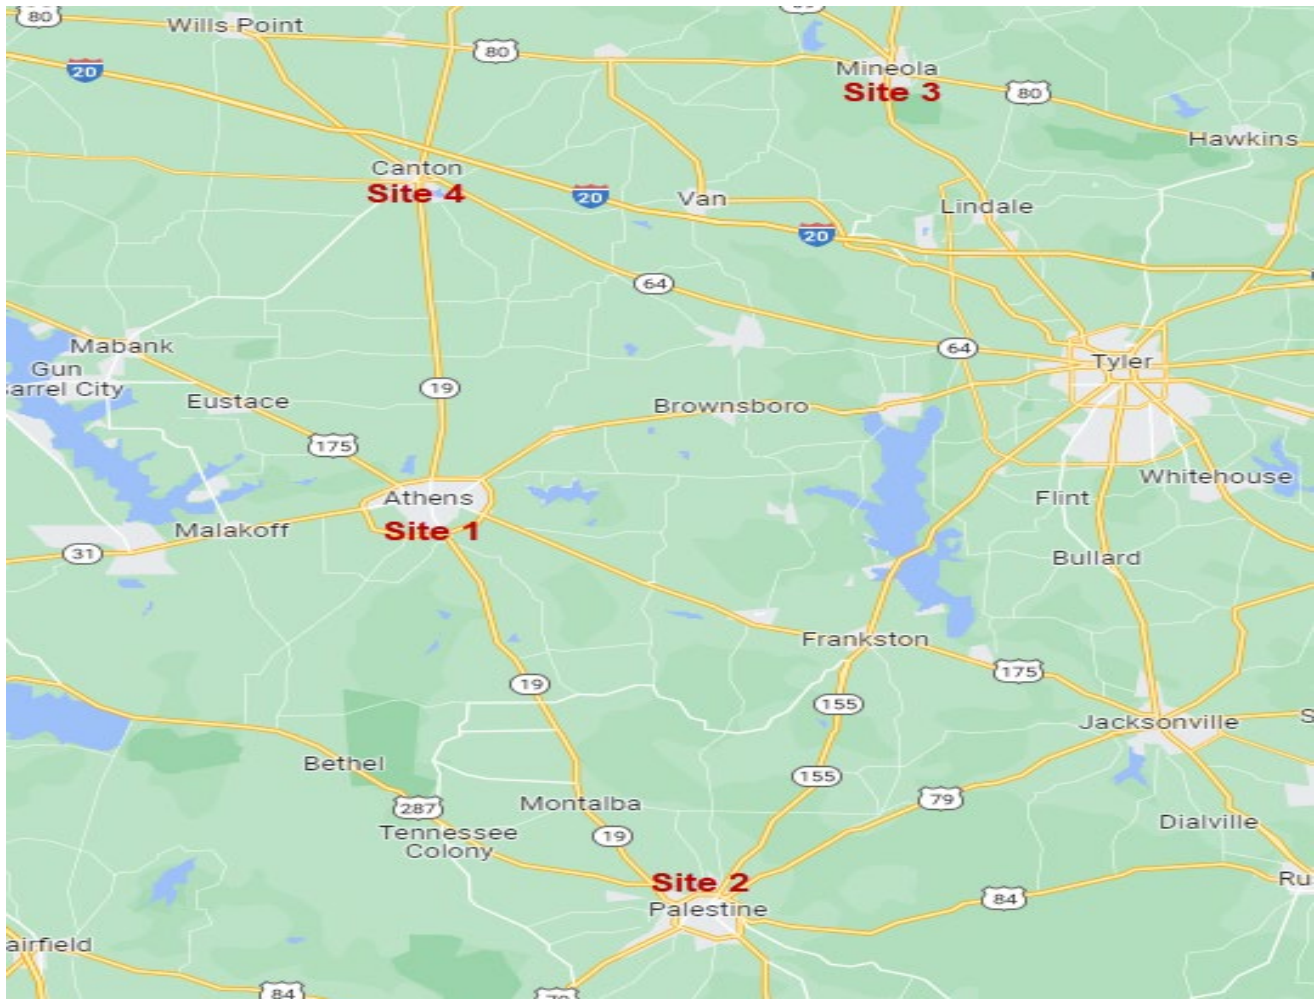 80
Wills Point
80
20
Mineola
Site 3
80
Hawkins
Canton
Site 4
20
Van
Lindale
20
64
Mabank
64
Tyler
Gun
arrel City
19
Eustace
Brownsboro
175
Athens
Whitehouse
Flint
Site 1
Malakoff
31
Bullard
Frankston
175
19
155
Jacksonville
S
Bethel
155
287
Montalba
79
Tennessee
Colony
19
Dialville
Site 2
Ru
84
Palestine
airfield
84